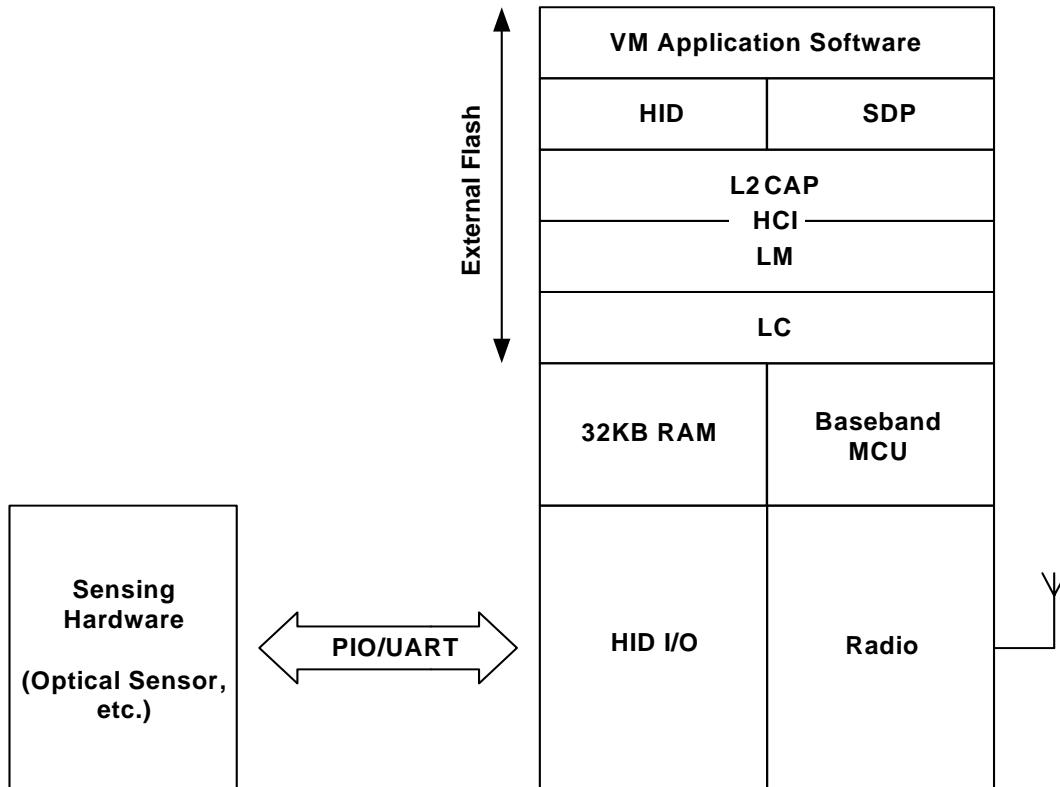 VM Application Software
HID
SDP
External Flash
L2CAP
HCI
LM
LC
32KB RAM
Baseband
MCU
Sensing
Hardware
(Optical Sensor,
etc.)
PIO/UART
HID I/O
Radio